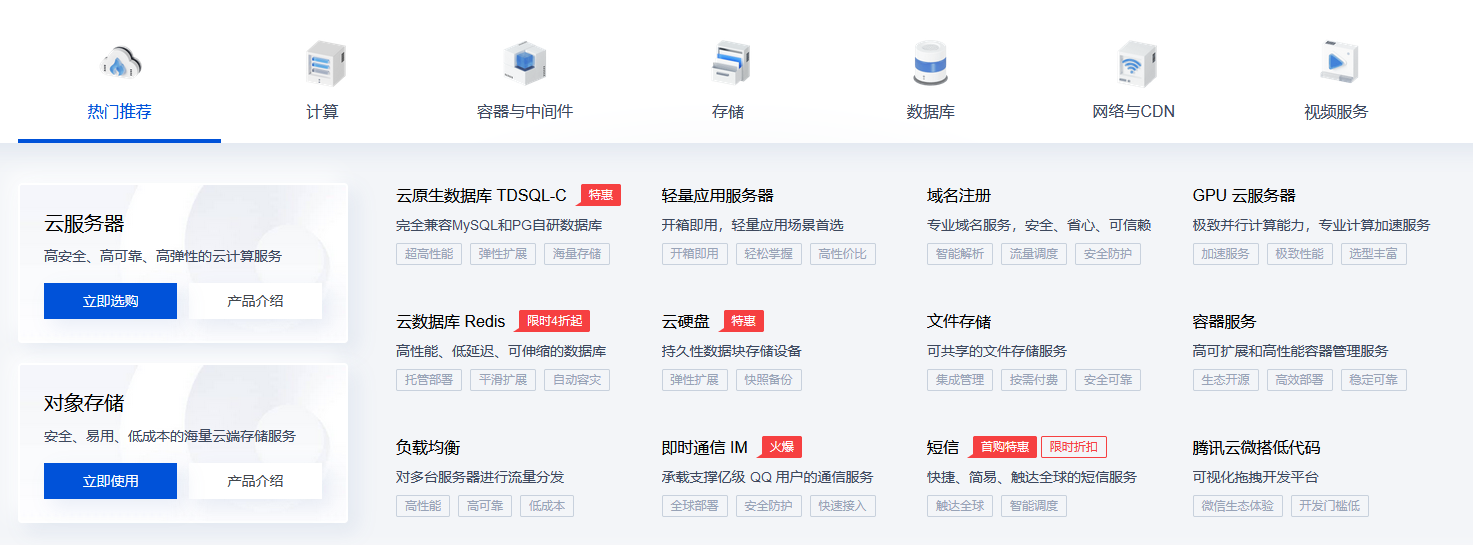 热门推荐
计算
容器与中间件
存储
数据库
网络与CDN
视频服务
云服务器
高安全、高可靠、高弹性的云计算服务
立即选购 产品介绍
对象存储
安全、易用、低成本的海量云端存储服务
立即使用 产品介绍
云原生数据库 TDSQL-C 特惠
完全兼容MySQL和PG自研数据库
超高性能 弹性扩展 海量存储
轻量应用服务器
开箱即用，轻量应用场景首选
开箱即用 轻松掌握 高性价比
域名注册
专业域名服务，安全、省心、可信赖
智能解析 流量调度 安全防护
GPU 云服务器
极致并行计算能力，专业计算加速服务
加速服务 极致性能 选型丰富
云数据库 Redis 限时4折起
高性能、低延迟、可伸缩的数据库
托管部署 平滑扩展 自动容灾
云硬盘 特惠
持久性数据块存储设备
弹性扩展 快照备份
文件存储
可共享的文件存储服务
集成管理 按需付费 安全可靠
容器服务
高可扩展和高性能容器管理服务
生态开源 高效部署 稳定可靠
负载均衡
对多台服务器进行流量分发
高性能 高可靠 低成本
即时通信 IM 火爆
承载支撑亿级 QQ 用户的通信服务
全球部署 安全防护 快速接入
短信 首购特惠 限时折扣
快捷、简易、触达全球的短信服务
触达全球 智能调度
腾讯云微搭低代码
可视化拖拽开发平台
微信生态体验 开发门槛低